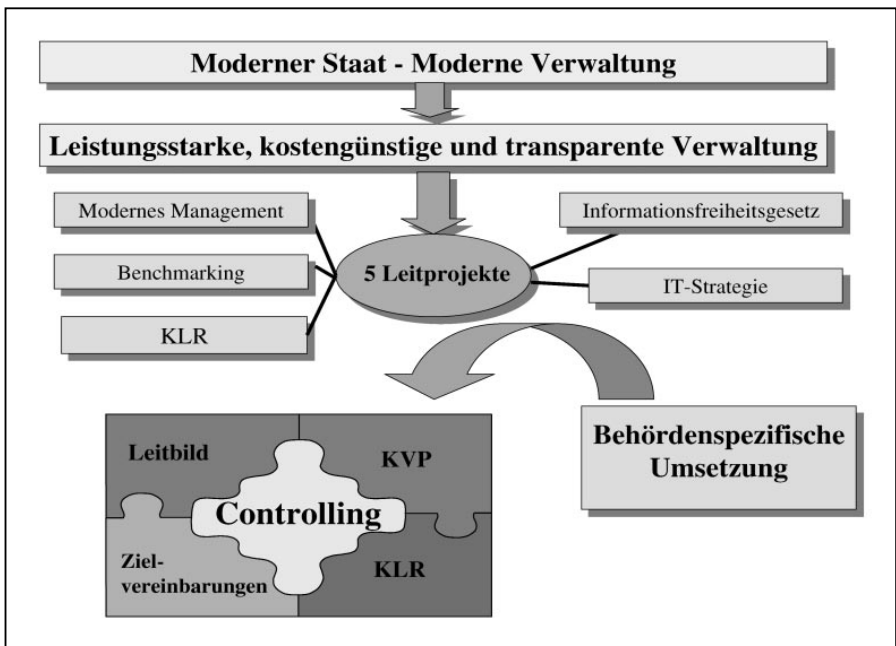 Moderner Staat - Moderne Verwaltung
Leistungsstarke, kostengünstige und transparente Verwaltung
Modernes Management
Informationsfreiheitsgesetz
5 Leitprojekte
Benchmarking
IT-Strategie
KLR
Behördenspezifische
Umsetzung
Leitbild
KVP
Controlling
Ziel-
vereinbarungen
KLR